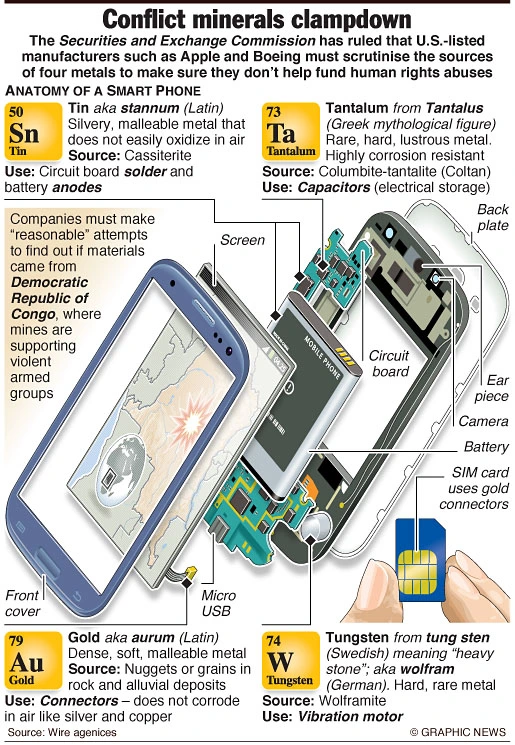 Conflict minerals clampdown
The Securities and Exchange Commission has ruled that U.S.-listed
manufacturers such as Apple and Boeing must scrutinise the sources
of four metals to make sure they don't help fund human rights abuses
ANATOMY OF A SMART PHONE
50
Sn
Tin
Tin aka stannum (Latin)
Silvery, malleable metal that
does not easily oxidize in air
Source: Cassiterite
Use: Circuit board solder and
battery anodes
73
Ta
Tantalum
Tantalum from Tantalus
(Greek mythological figure)
Rare, hard, lustrous metal.
Highly corrosion resistant
Source: Columbite-tantalite (Coltan)
Use: Capacitors (electrical storage)
Companies must make
"reasonable" attempts
to find out if materials
came from
Democratic
Republic of
Congo, where
mines are
supporting
violent
armed
groups
Screen
Back
plate
MOBILE PHONE
Circuit
board
Ear
piece
Camera
Battery
SIM card
uses gold
connectors
Front
cover
Micro
USB
79
Au
Gold
Gold aka aurum (Latin)
Dense, soft, malleable metal
Source: Nuggets or grains in
rock and alluvial deposits
Use: Connectors – does not corrode
in air like silver and copper
74
W
Tungsten
Tungsten from tung sten
(Swedish) meaning "heavy
stone"; aka wolfram
(German). Hard, rare metal
Source: Wolframite
Use: Vibration motor
Source: Wire agenices
© GRAPHIC NEWS